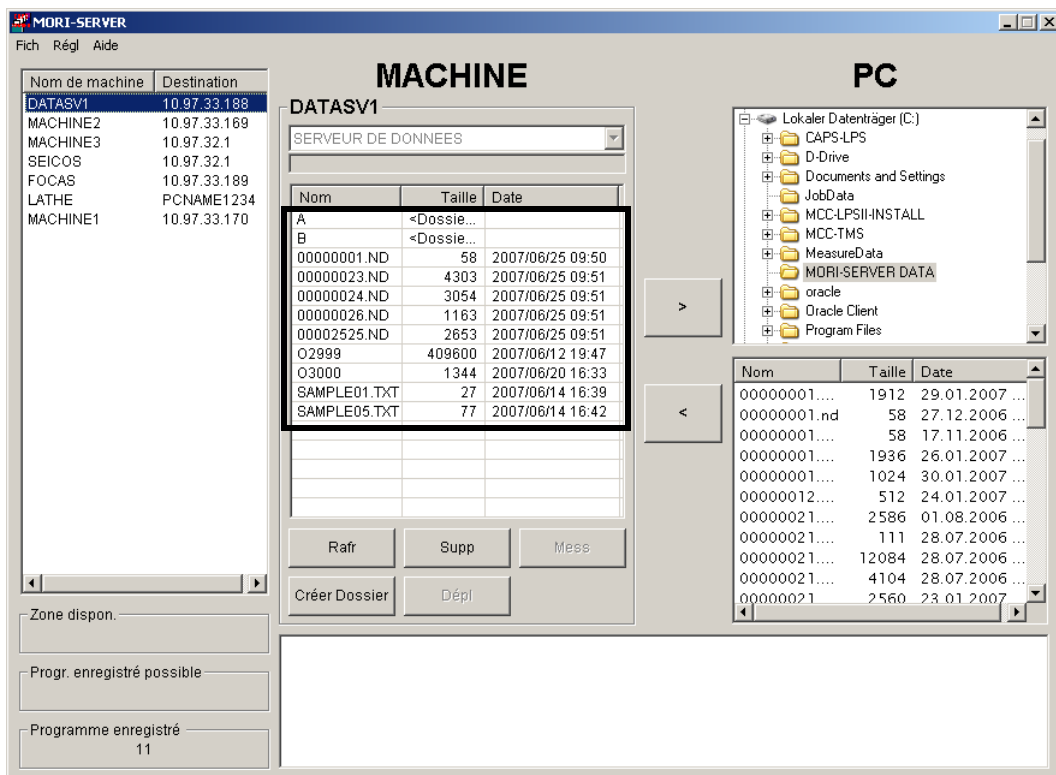 MORI-SERVER
Fich Régl Aide
Nom de machine Destination
DATASV1 10.97.33.188
MACHINE2 10.97.33.169
MACHINE3 10.97.32.1
SEICOS 10.97.32.1
FOCAS 10.97.33.189
LATHE PCNAME1234
MACHINE1 10.97.33.170
Zone dispon.
Progr. enregistré possible
Programme enregistré
11
MACHINE
DATASV1
SERVEUR DE DONNEES
Nom Taille Date
A <Dossie...
B <Dossie...
00000001.ND 58 2007/06/25 09:50
00000023.ND 4303 2007/06/25 09:51
00000024.ND 3054 2007/06/25 09:51
00000026.ND 1163 2007/06/25 09:51
00002525.ND 2653 2007/06/25 09:51
O2999 409600 2007/06/12 19:47
O3000 1344 2007/06/20 16:33
SAMPLE01.TXT 27 2007/06/14 16:39
SAMPLE05.TXT 77 2007/06/14 16:42
Rafr Supp Mess
Créer Dossier Dépl
>
<
PC
Lokaler Datenträger (C:)
CAPS-LPS
D-Drive
Documents and Settings
JobData
MCC-LPSII-INSTALL
MCC-TMS
MeasureData
MORI-SERVER DATA
oracle
Oracle Client
Program Files
Nom Taille Date
00000001.... 1912 29.01.2007 ...
00000001.nd 58 27.12.2006 ...
00000001.... 58 17.11.2006 ...
00000001.... 1936 26.01.2007 ...
00000001.... 1024 30.01.2007 ...
00000012.... 512 24.01.2007 ...
00000021.... 2586 01.08.2006 ...
00000021.... 111 28.07.2006 ...
00000021.... 12084 28.07.2006 ...
00000021.... 4104 28.07.2006 ...
00000021 2560 23.01.2007